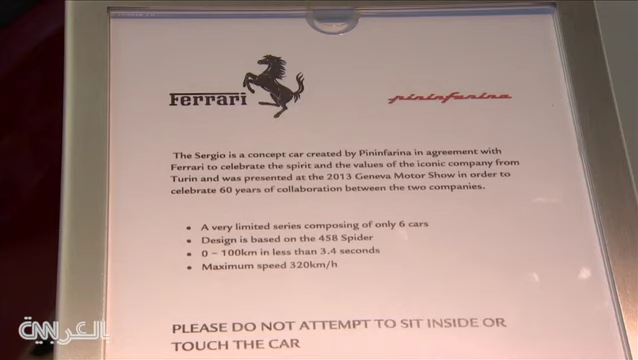 Ferrari
pininfarina
The Sergio is a concept car created by Pininfarina in agreement with
Ferrari to celebrate the spirit and the values of the iconic company from
Turin and was presented at the 2013 Geneva Motor Show in order to
celebrate 60 years of collaboration between the two companies.
• A very limited series composing of only 6 cars
• Design is based on the 458 Spider
• 0 – 100km in less than 3.4 seconds
• Maximum speed 320km/h
PLEASE DO NOT ATTEMPT TO SIT INSIDE OR
TOUCH THE CAR
بالعربية